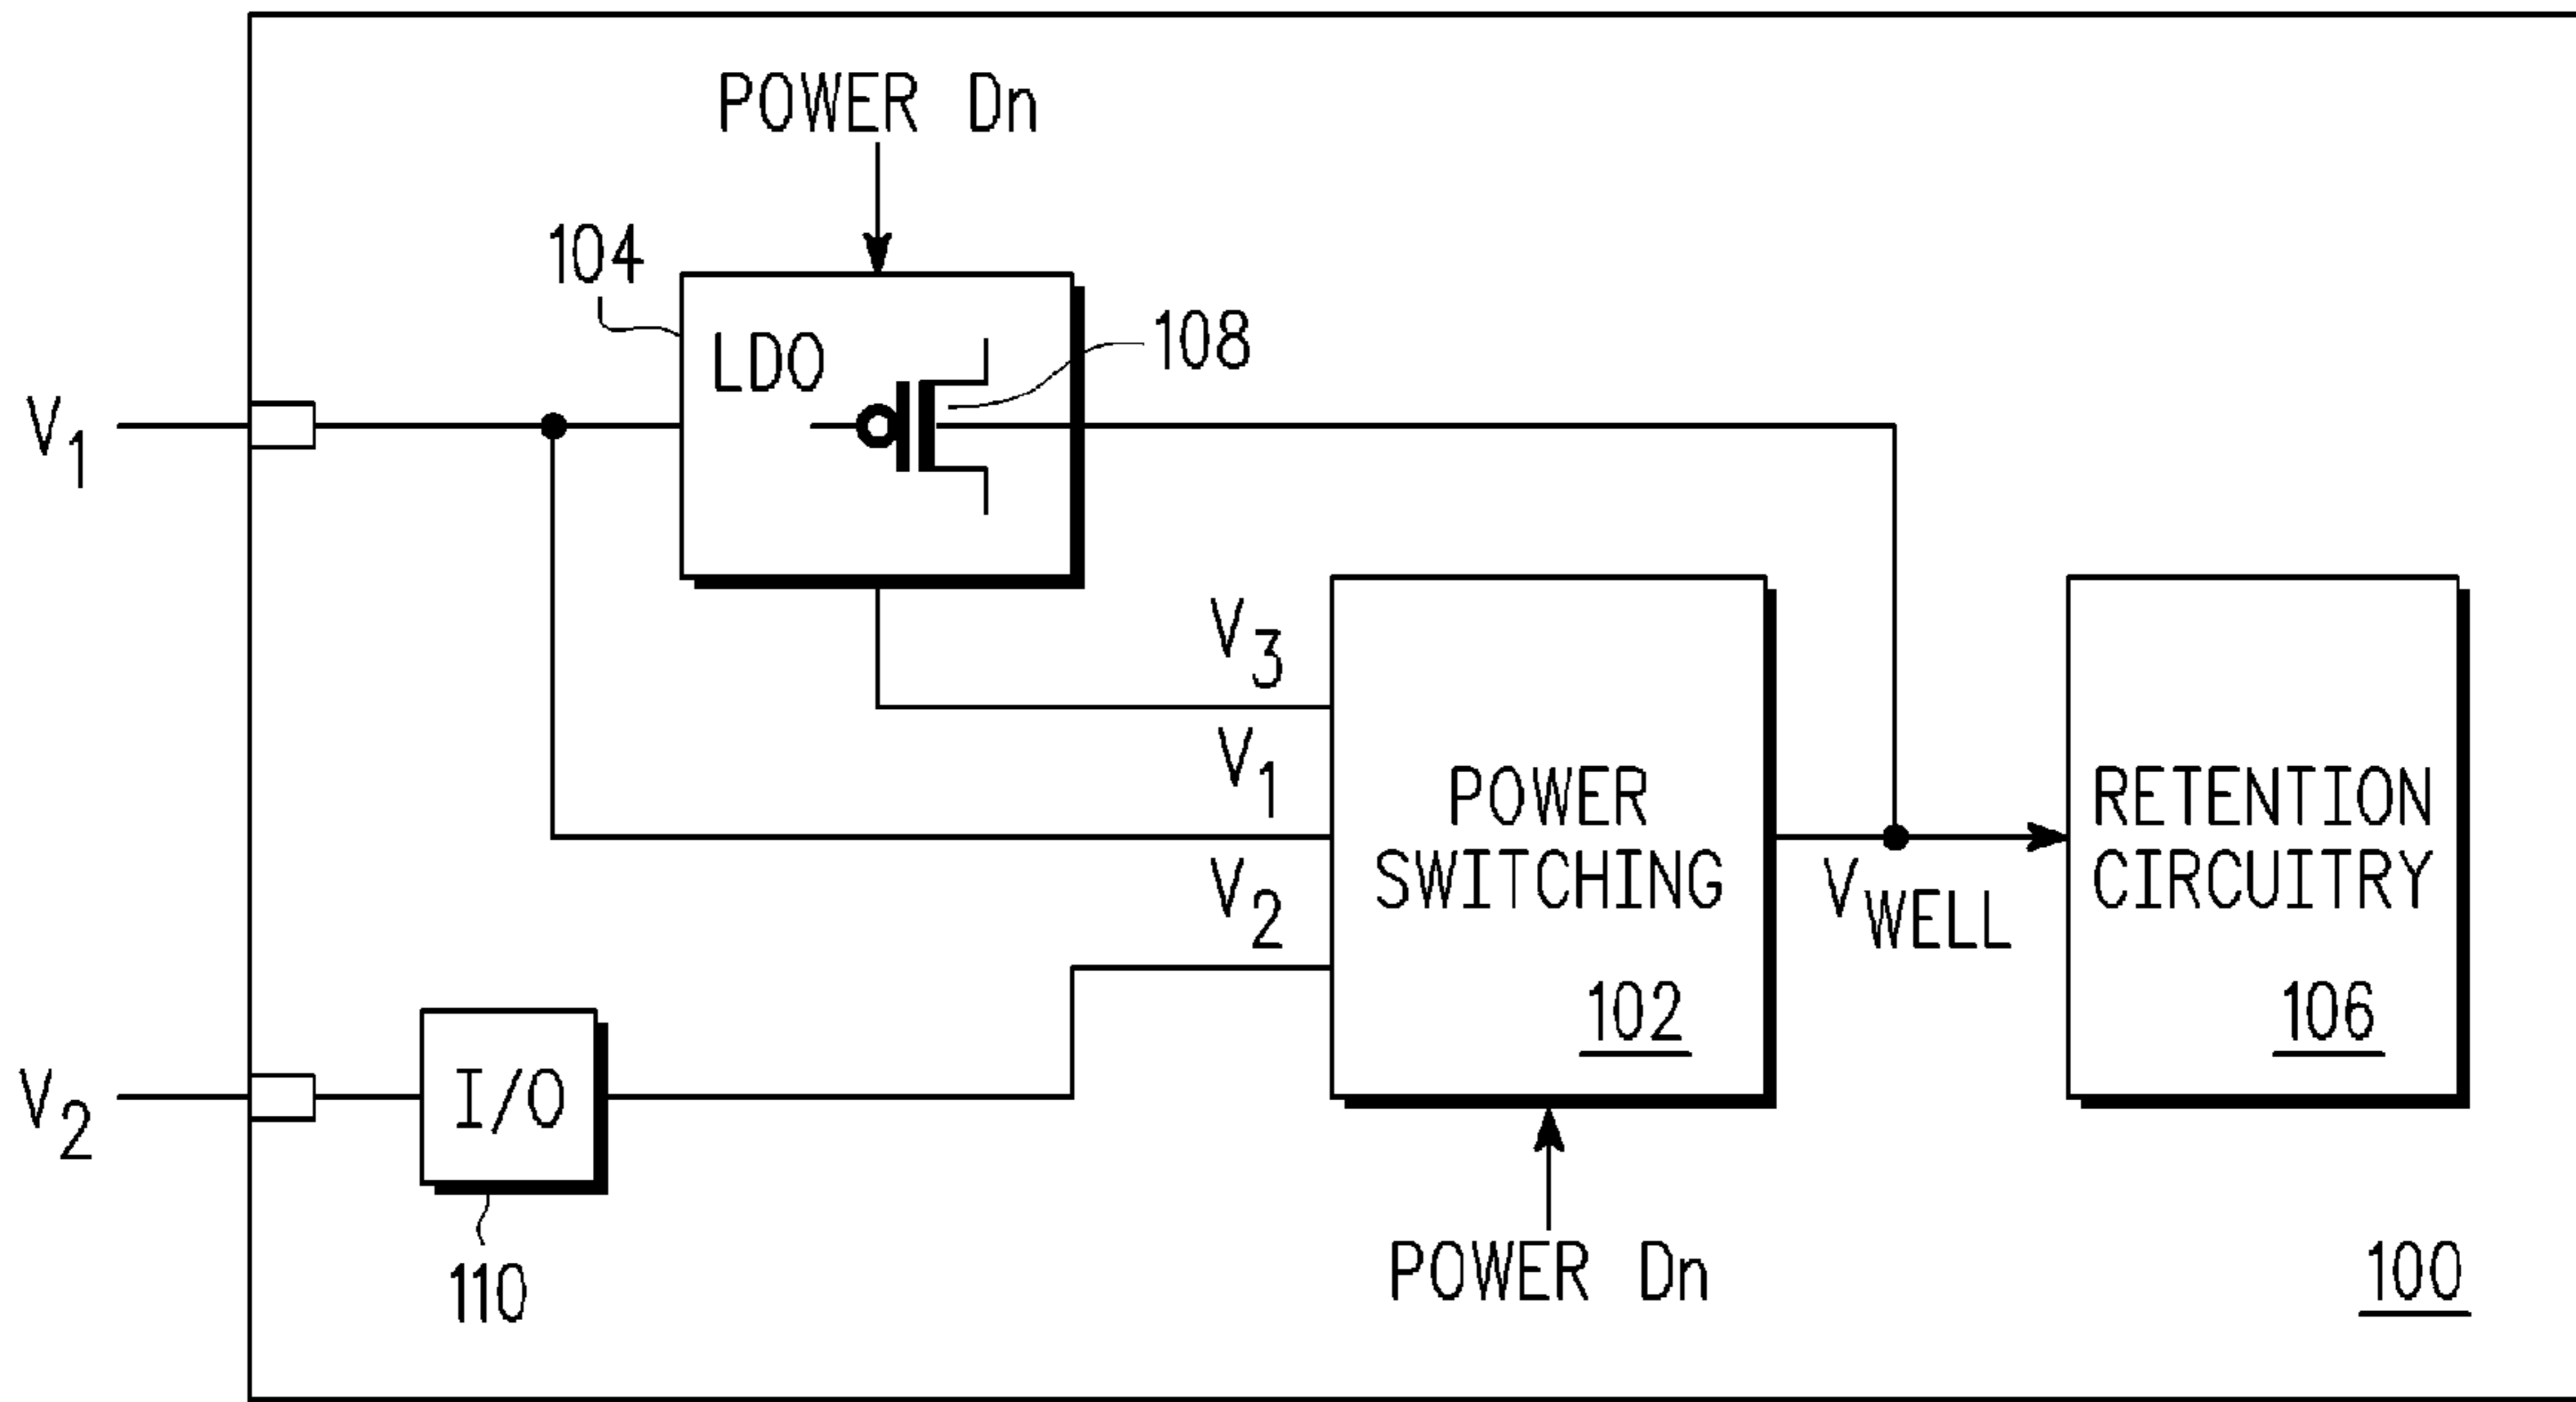 POWER Dn
104
LDO
108
V1
V3
V1
POWER
SWITCHING
102
V2
VWELL
RETENTION
CIRCUITRY
106
V2
I/O
110
POWER Dn
100